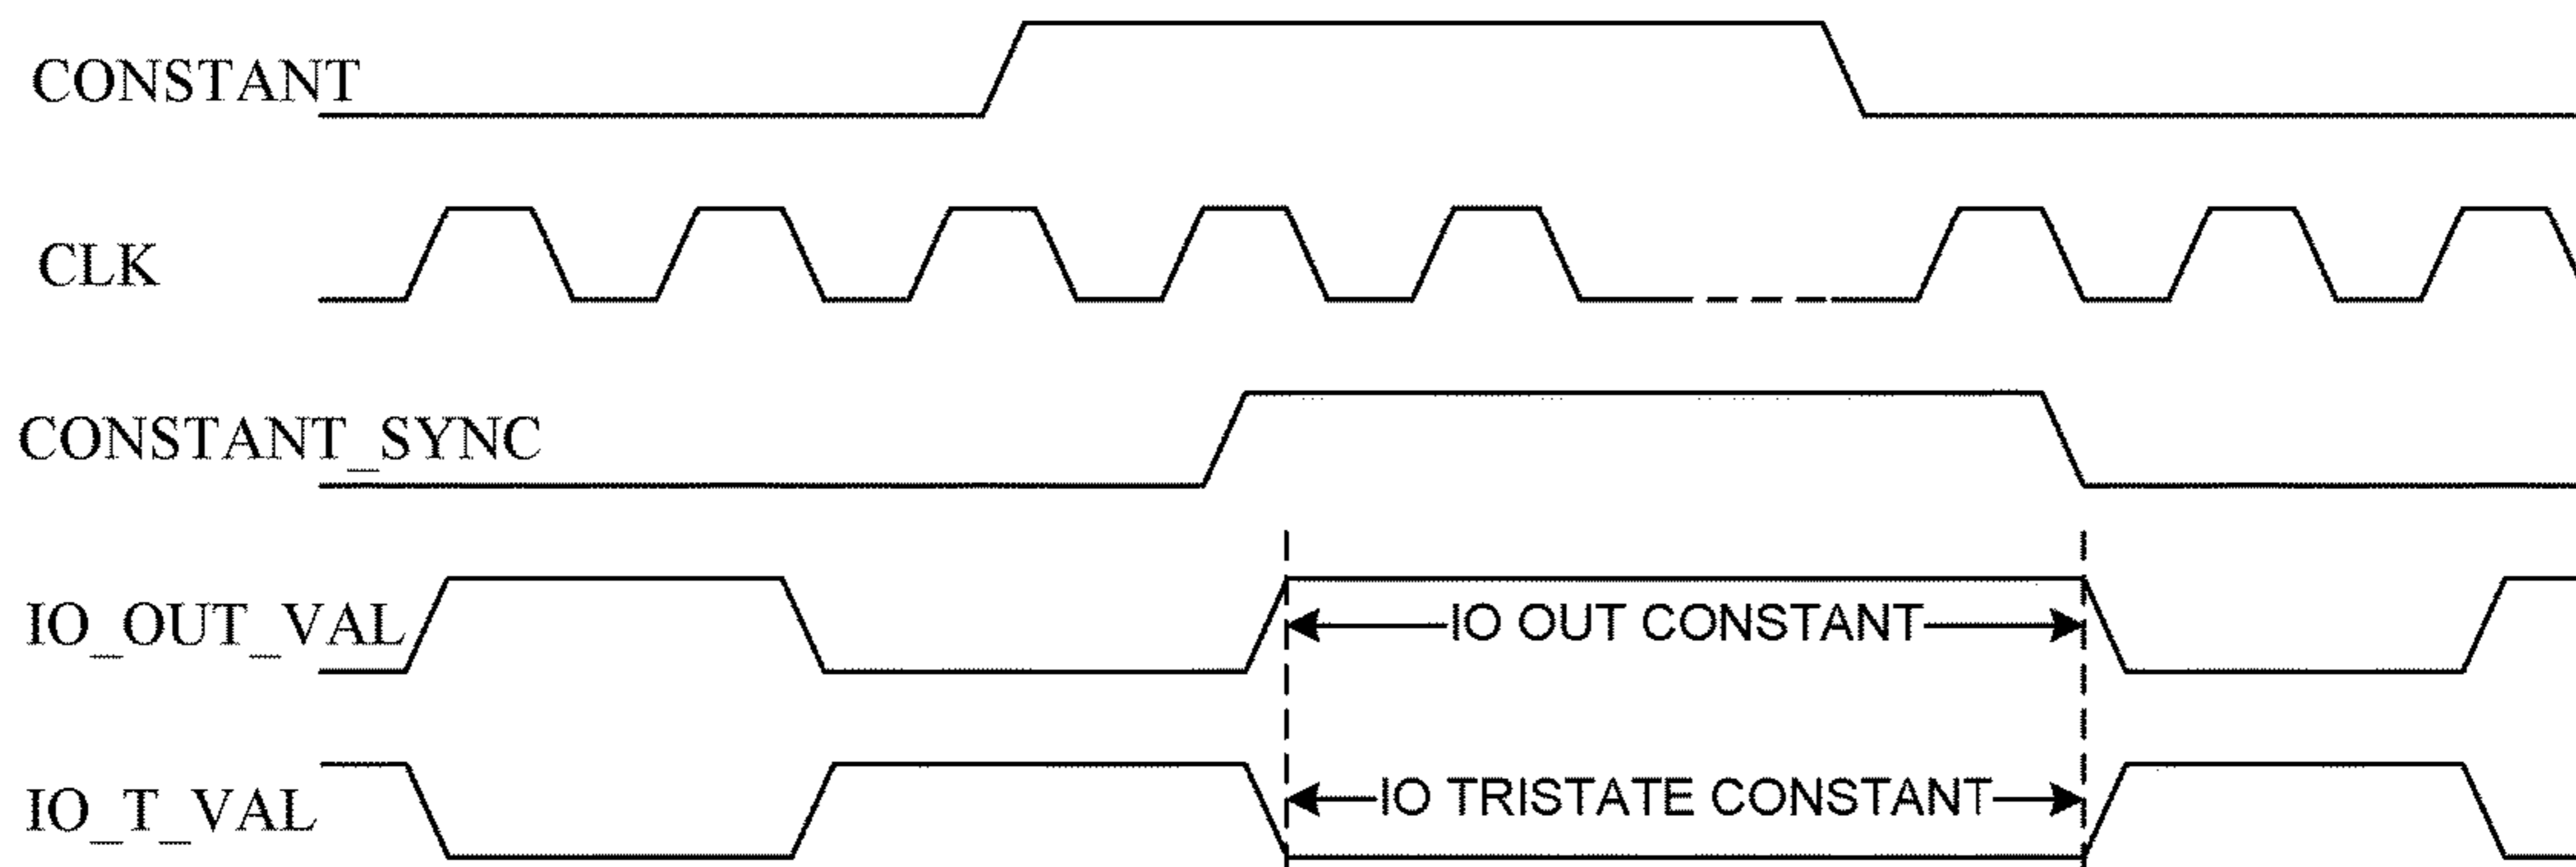 CONSTANT
CLK
CONSTANT_SYNC
IO_OUT_VAL
IO OUT CONSTANT
IO_T_VAL
IO TRISTATE CONSTANT